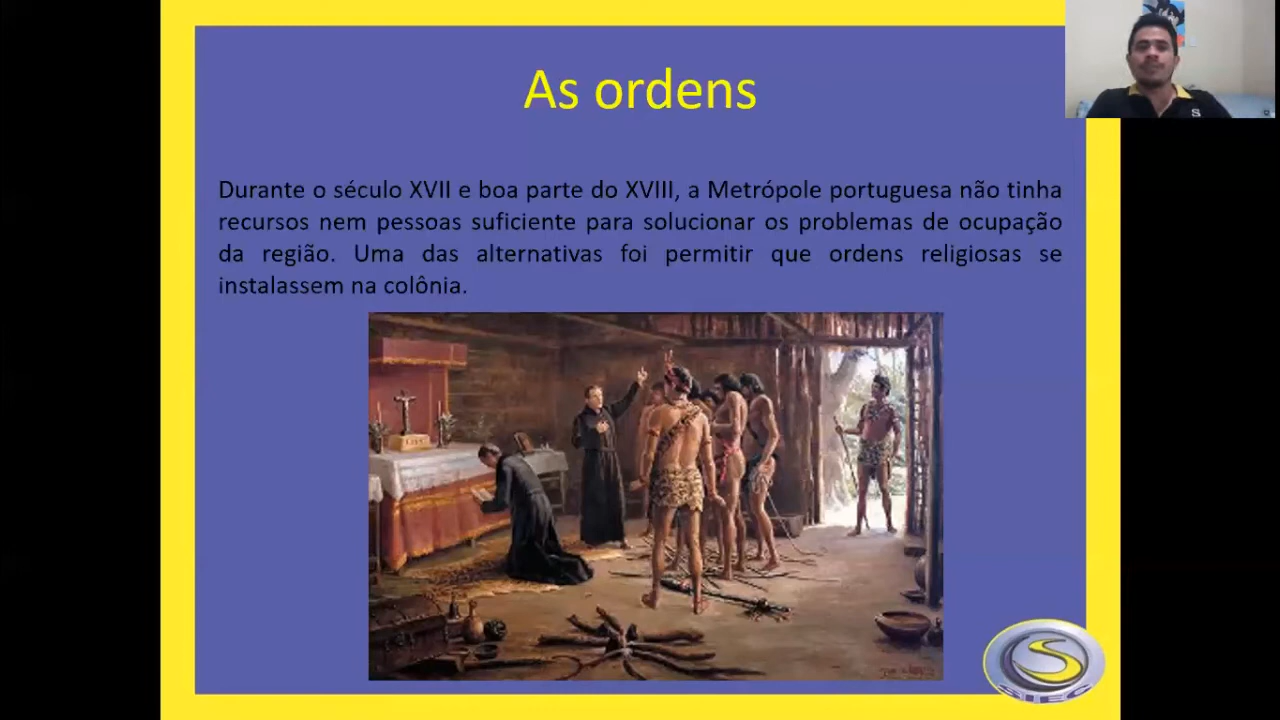 As ordens
Durante o século XVII e boa parte do XVIII, a Metrópole portuguesa não tinha
recursos nem pessoas suficiente para solucionar os problemas de ocupação
da região. Uma das alternativas foi permitir que ordens religiosas se
instalassem na colônia.
S
S
SIEC